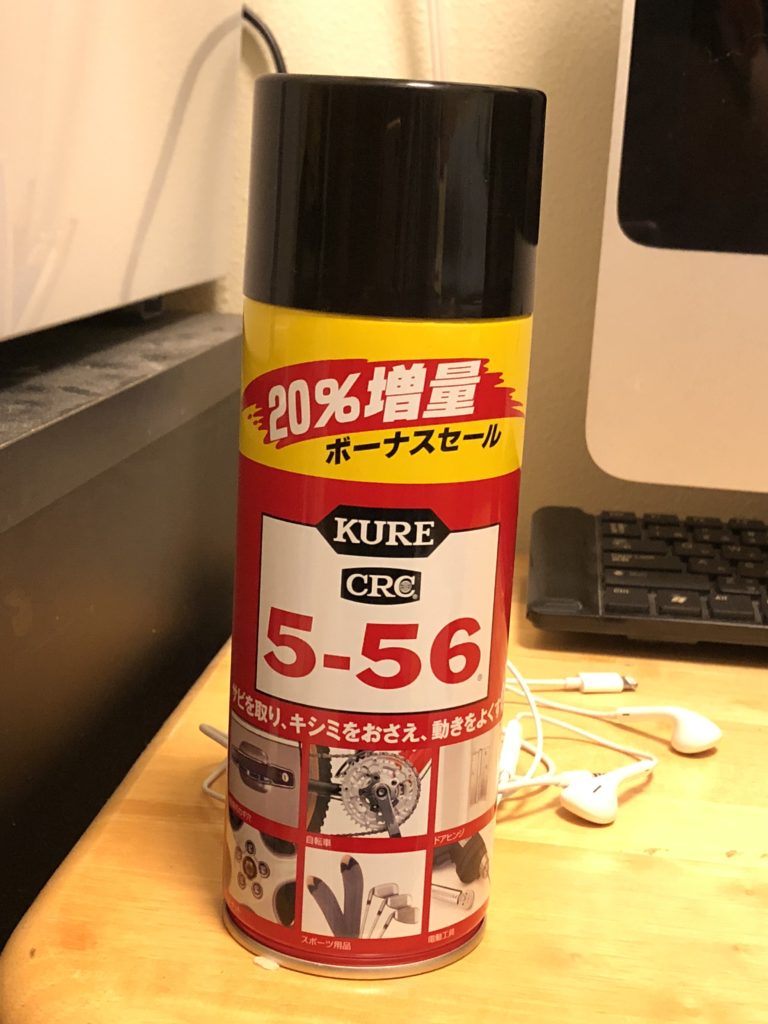 20%増量
ボーナスセール
KURE
CRC®
5-56®
サビを取り、キシミをおさえ、動きをよくす
自転車
ドアヒンジ
スポーツ用品
電動工具